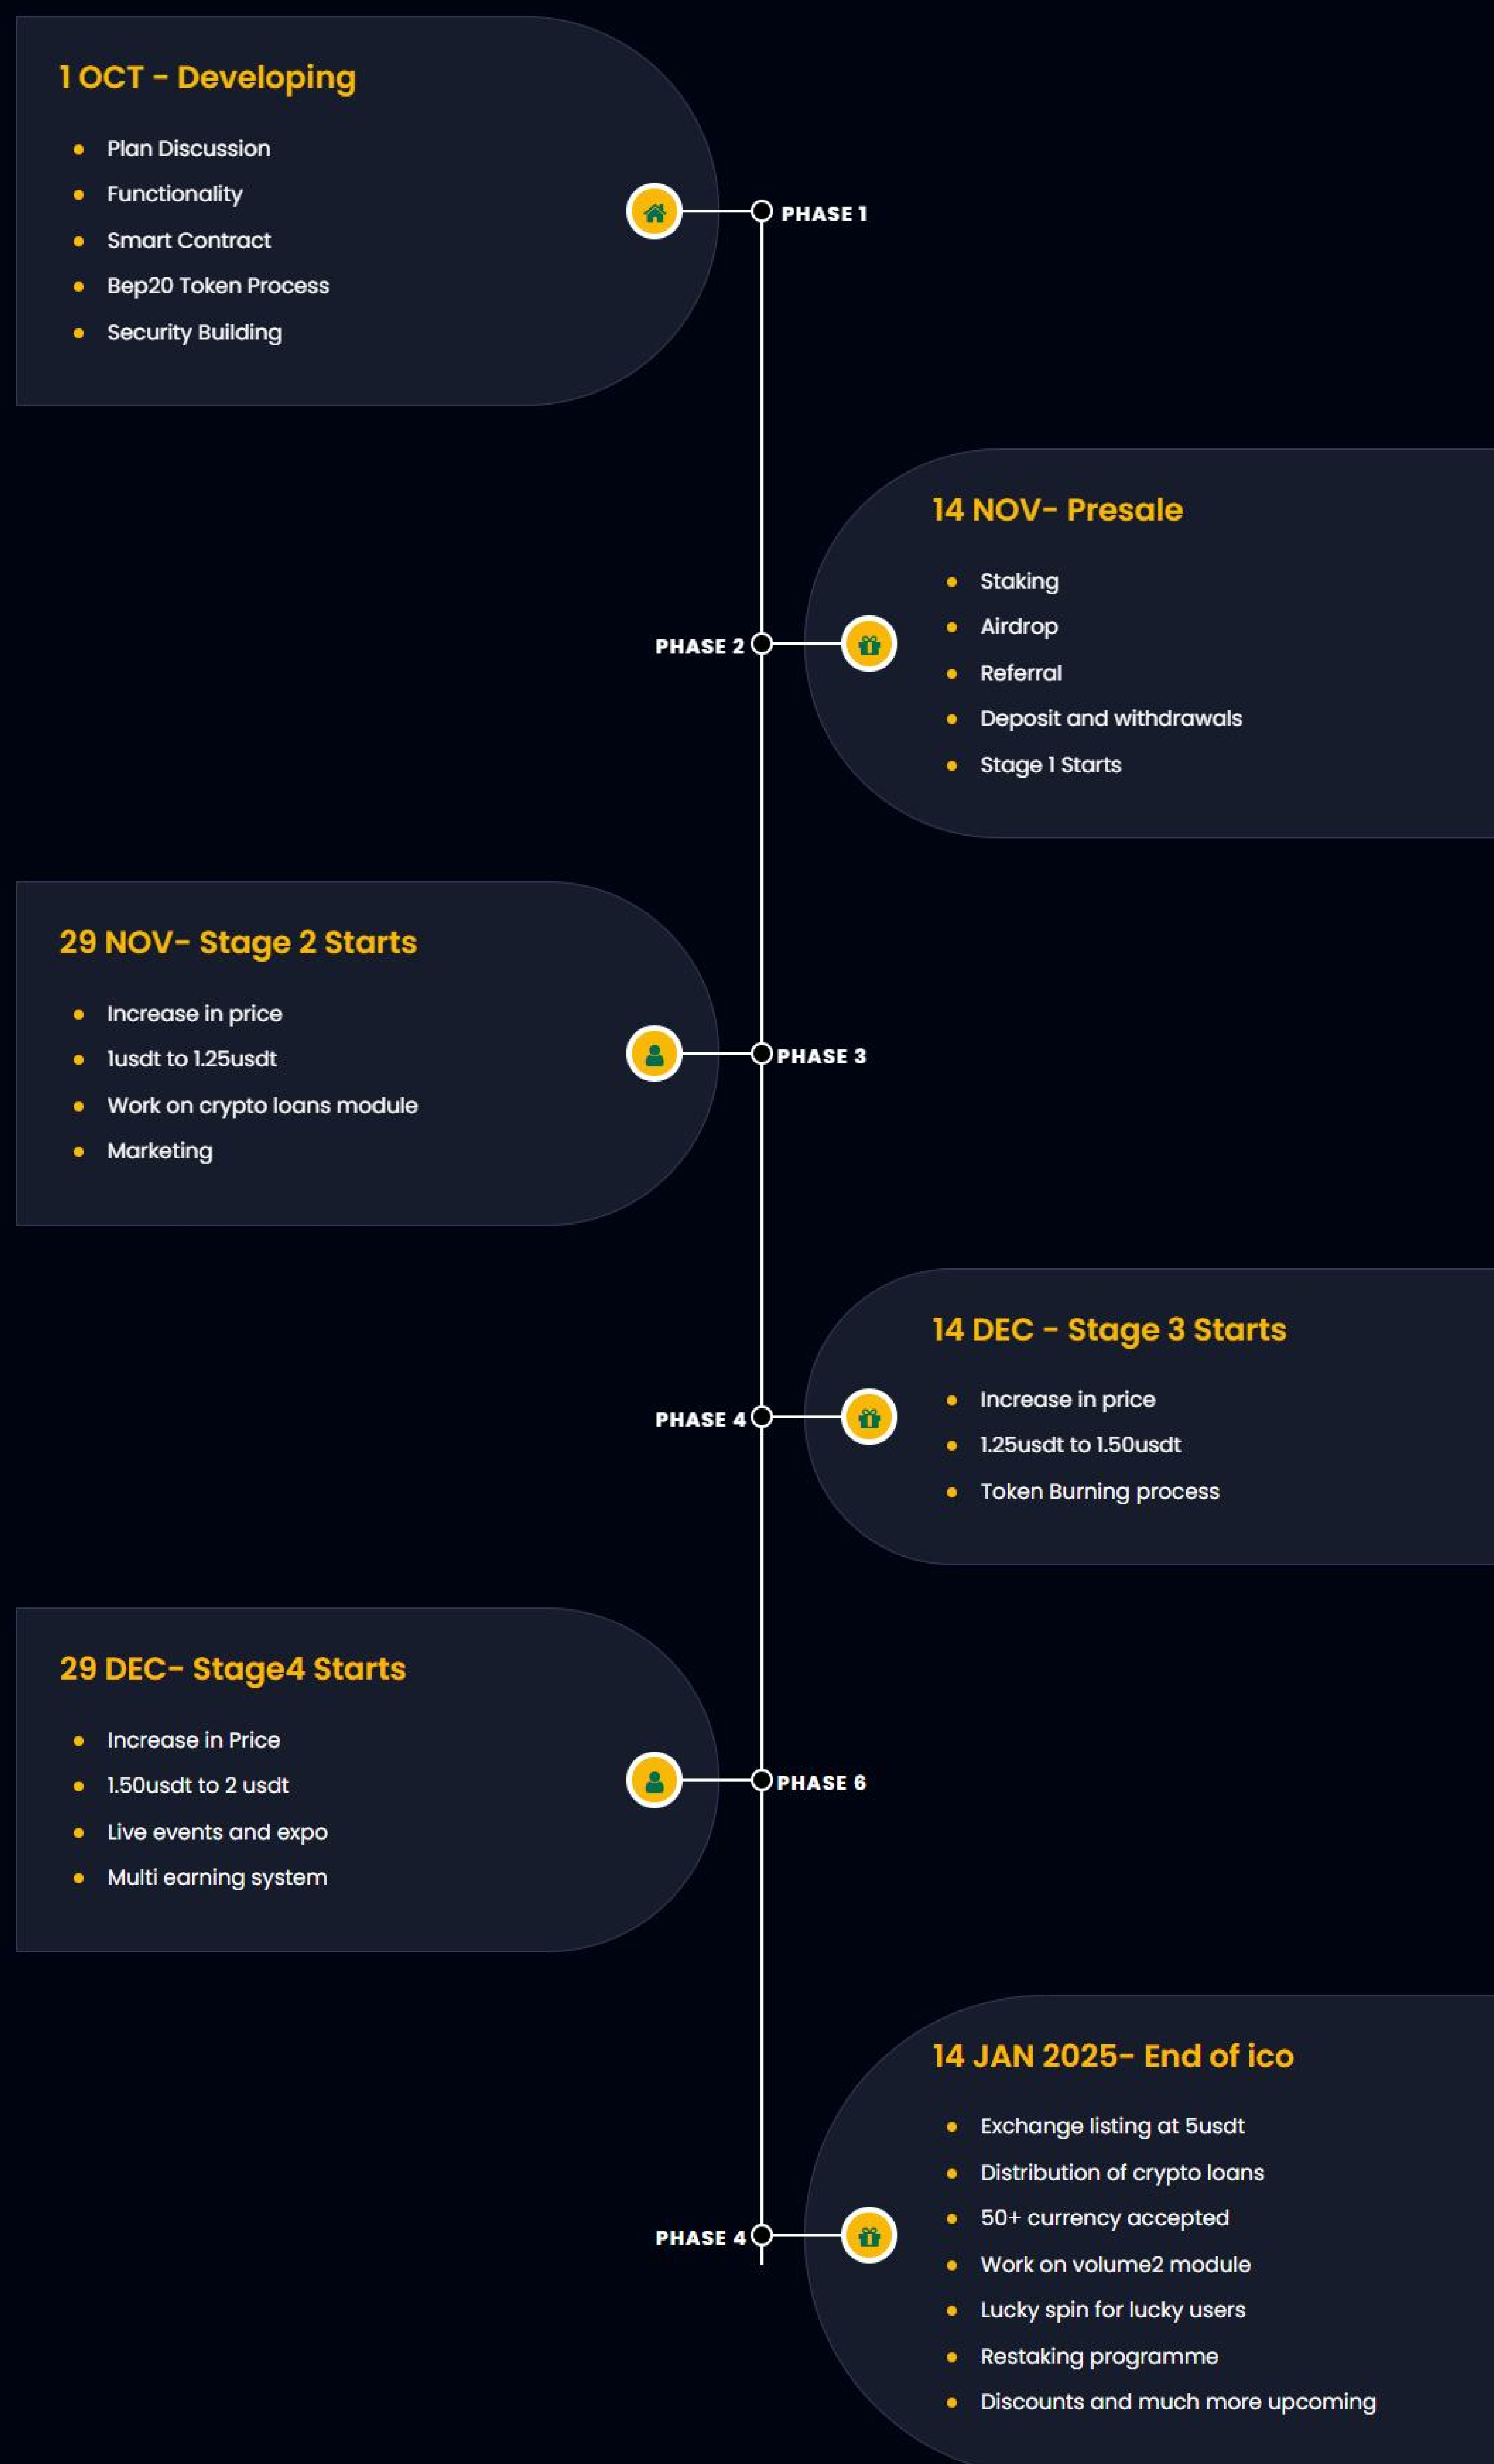 1 OCT - Developing
Plan Discussion
Functionality
Smart Contract
Bep20 Token Process
Security Building
PHASE 1
14 NOV- Presale
Staking
Airdrop
Referral
Deposit and withdrawals
Stage 1 Starts
PHASE 2
29 NOV- Stage 2 Starts
Increase in price
1usdt to 1.25usdt
Work on crypto loans module
Marketing
PHASE 3
14 DEC - Stage 3 Starts
Increase in price
1.25usdt to 1.50usdt
Token Burning process
PHASE 4
29 DEC- Stage4 Starts
Increase in Price
1.50usdt to 2 usdt
Live events and expo
Multi earning system
PHASE 6
14 JAN 2025- End of ico
Exchange listing at 5usdt
Distribution of crypto loans
50+ currency accepted
Work on volume2 module
Lucky spin for lucky users
Restaking programme
Discounts and much more upcoming
PHASE 4